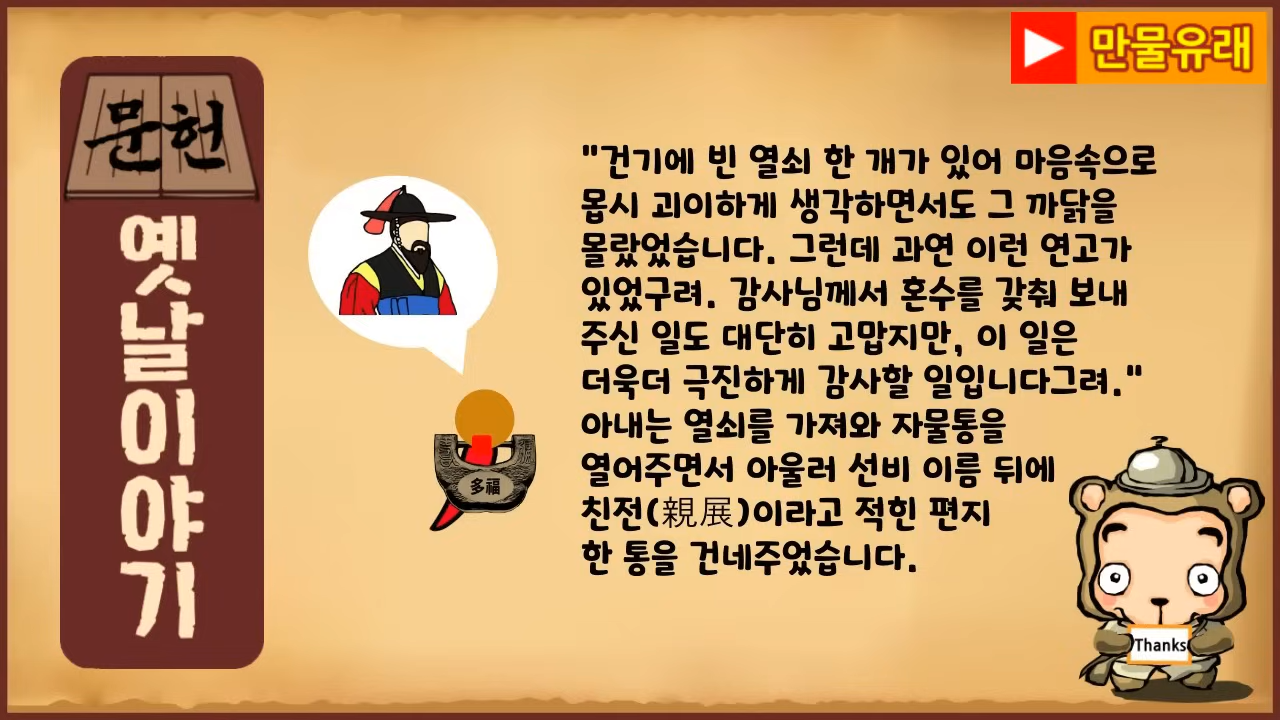 만물유래
문헌
옛날이야기
"건기에 빈 열쇠 한 개가 있어 마음속으로
몹시 괴이하게 생각하면서도 그 까닭을
몰랐었습니다. 그런데 과연 이런 연고가
있었구려. 감사님께서 혼수를 갖춰 보내
주신 일도 대단히 고맙지만, 이 일은
더욱더 극진하게 감사할 일입니다그려."
아내는 열쇠를 가져와 자물통을
열어주면서 아울러 선비 이름 뒤에
친전(親展)이라고 적힌 편지
한 통을 건네주었습니다.
多福
Thanks